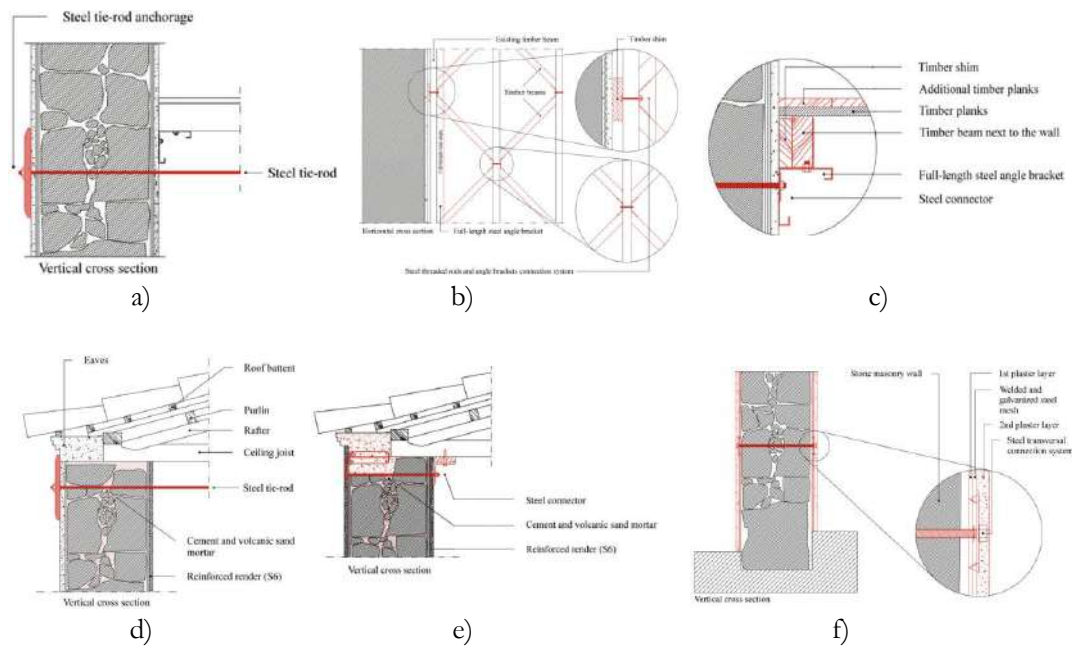 Steel tie-rod anchorage
Steel tie-rod
Vertical cross section
a)
Existing timber beam
Timber shim
Timber beams
Full-length steel angle bracket
Horizontal cross section
Full-length steel angle bracket
Steel threaded rods and angle brackets connection system
b)
Timber shim
Additional timber planks
Timber planks
Timber beam next to the wall
Full-length steel angle bracket
Steel connector
c)
Eaves
Roof battent
Purlin
Rafter
Ceiling joist
Steel tie-rod
Cement and volcanic sand
mortar
Reinforced render (S6)
Vertical cross section
d)
Steel connector
Cement and volcanic sand mortar
Reinforced render (S6)
Vertical cross section
e)
Stone masonry wall
1st plaster layer
Welded and
galvanized steel
mesh
2nd plaster layer
Steel transversal
connection system
Vertical cross section
f)